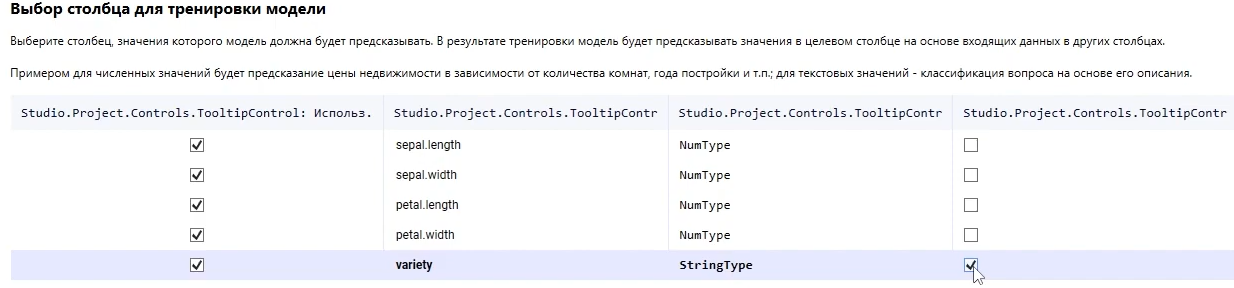 Выбор столбца для тренировки модели
Выберите столбец, значения которого модель должна будет предсказывать. В результате тренировки модель будет предсказывать значения в целевом столбце на основе входящих данных в других столбцах.
Примером для численных значений будет предсказание цены недвижимости в зависимости от количества комнат, года постройки и т.п.; для текстовых значений - классификация вопроса на основе его описания.
Studio.Project.Controls.TooltipControl: Использ. Studio.Project.Controls.TooltipContr Studio.Project.Controls.TooltipContr Studio.Project.Controls.TooltipContr
sepal.length NumType
sepal.width NumType
petal.length NumType
petal.width NumType
variety StringType